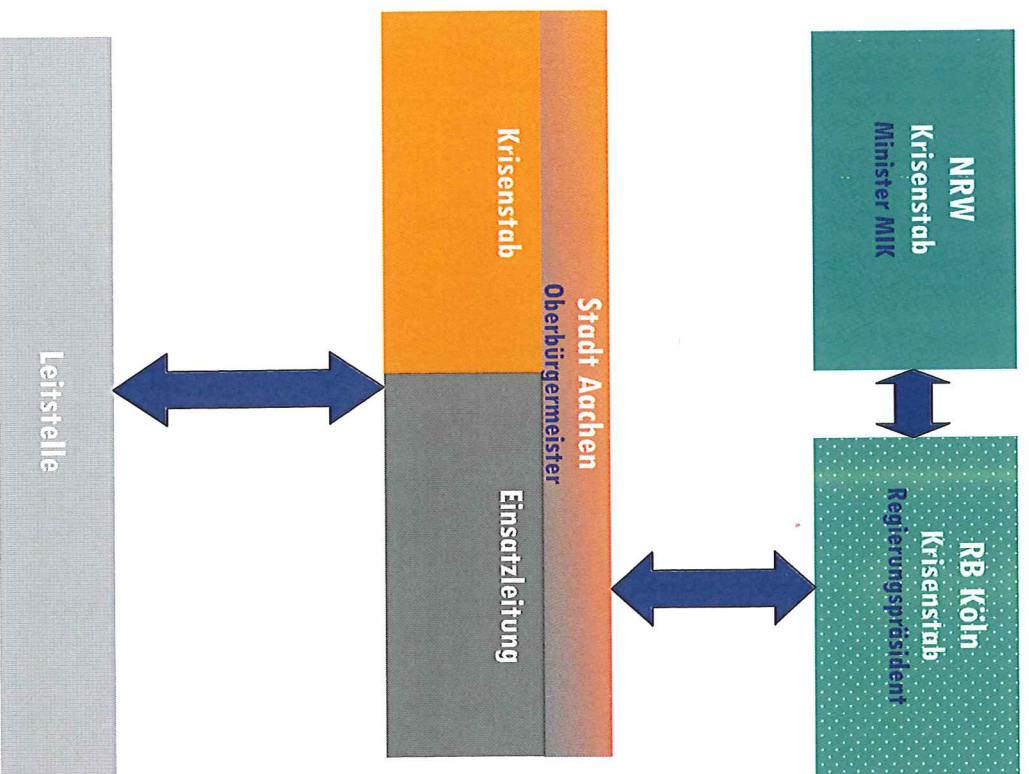 NRW
Krisenstab
Minister MIK
RB Köln
Krisenstab
Regierungspräsident
Stadt Aachen
Oberbürgermeister
Krisenstab
Einsatzleitung
Leitstelle